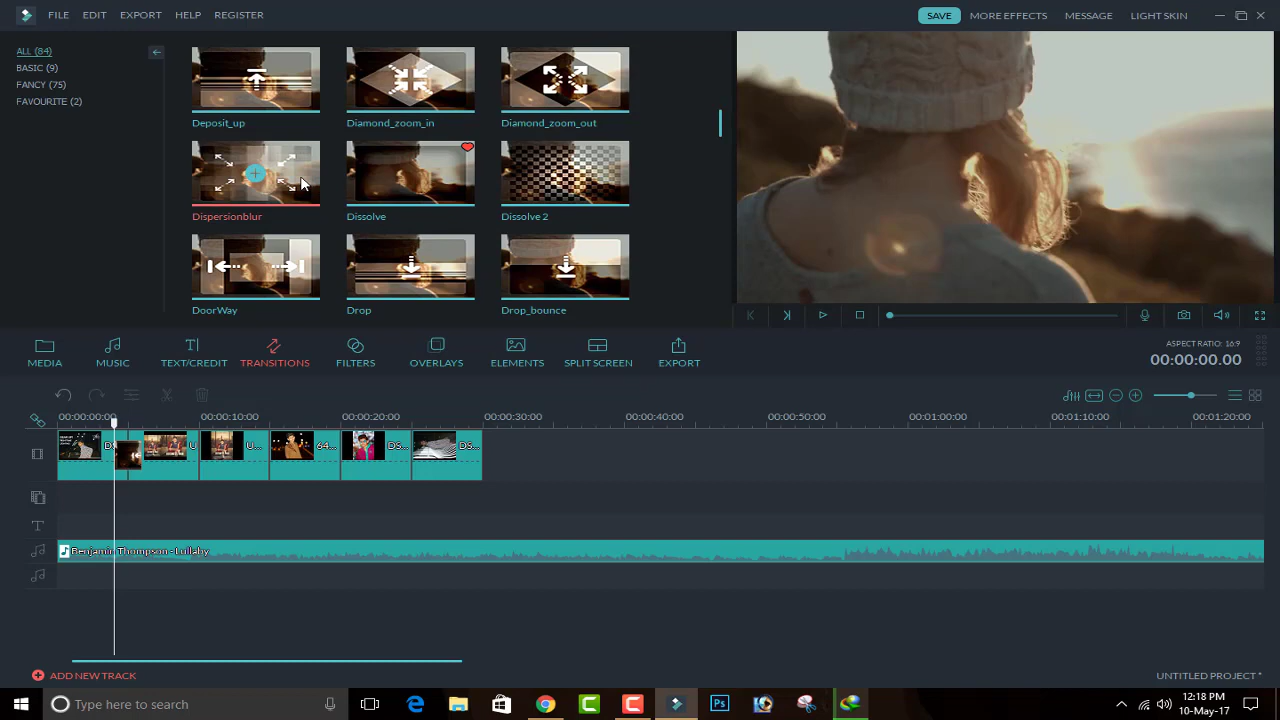 FILE EDIT EXPORT HELP REGISTER
SAVE MORE EFFECTS MESSAGE LIGHT SKIN
ALL (84)
BASIC (9)
FANCY (75)
FAVOURITE (2)
Deposit_up
Diamond_zoom_in
Diamond_zoom_out
Dispersionblur
Dissolve
Dissolve 2
DoorWay
Drop
Drop_bounce
MEDIA
MUSIC
TEXT/CREDIT
TRANSITIONS
FILTERS
OVERLAYS
ELEMENTS
SPLIT SCREEN
EXPORT
ASPECT RATIO: 16:9
00:00:00.00
00:00:00:00 00:00:10:00 00:00:20:00 00:00:30:00 00:00:40:00 00:00:50:00 00:01:00:00 00:01:10:00 00:01:20:00
D U U... 64... DS... DS...
Benjamin Thompson - Lullaby
ADD NEW TRACK
UNTITLED PROJECT *
Type here to search
Ps
12:18 PM
10-May-17